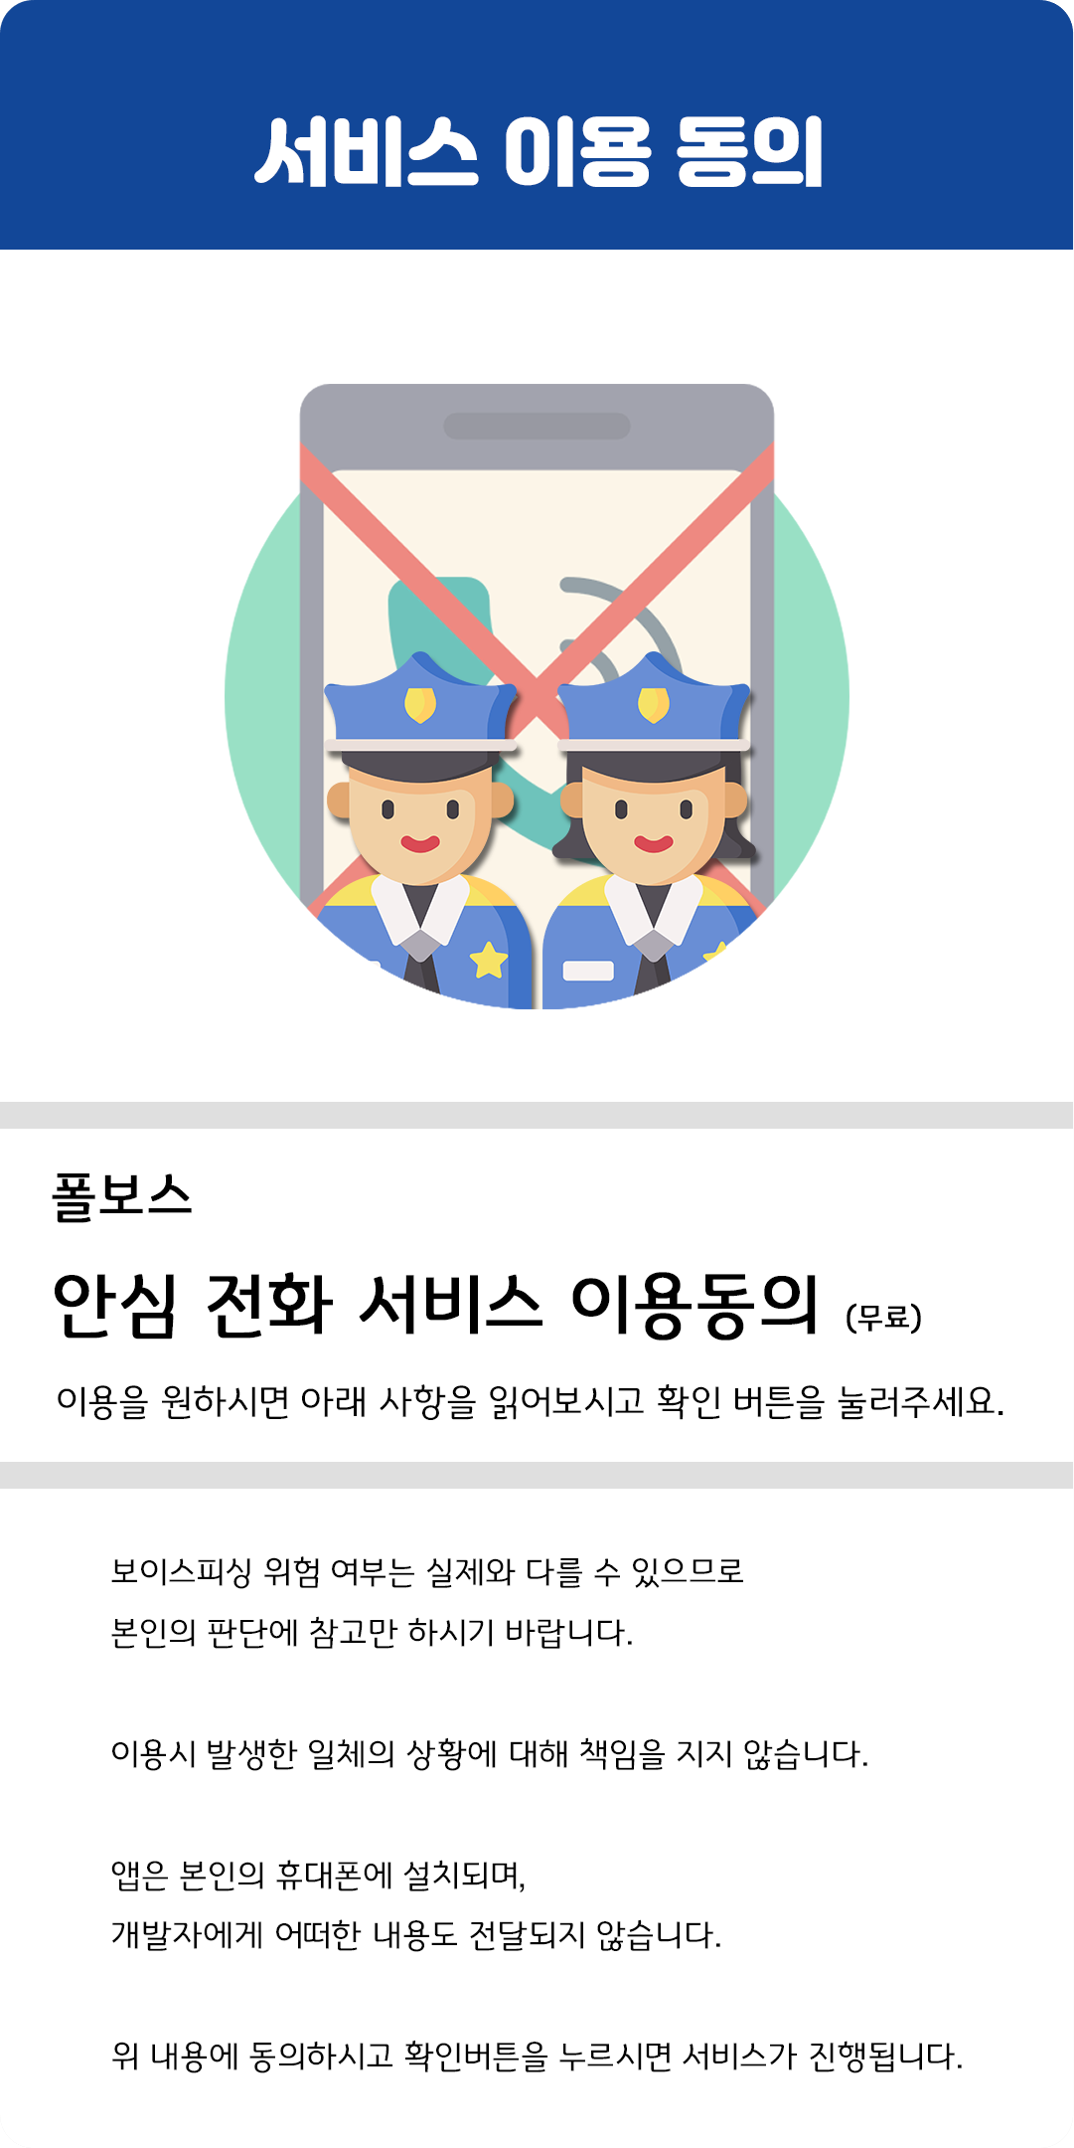 서비스 이용 동의
폴보스
안심 전화 서비스 이용동의 (무료)
이용을 원하시면 아래 사항을 읽어보시고 확인 버튼을 눌러주세요.
보이스피싱 위험 여부는 실제와 다를 수 있으므로
본인의 판단에 참고만 하시기 바랍니다.
이용시 발생한 일체의 상황에 대해 책임을 지지 않습니다.
앱은 본인의 휴대폰에 설치되며,
개발자에게 어떠한 내용도 전달되지 않습니다.
위 내용에 동의하시고 확인버튼을 누르시면 서비스가 진행됩니다.